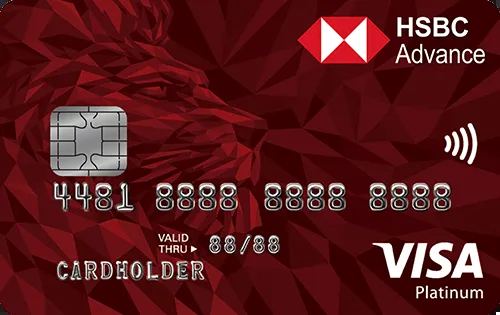 HSBC
Advance
4481 8888 8888 8888
VALID
THRU▶ 88/88
CARDHOLDER
VISA
Platinum